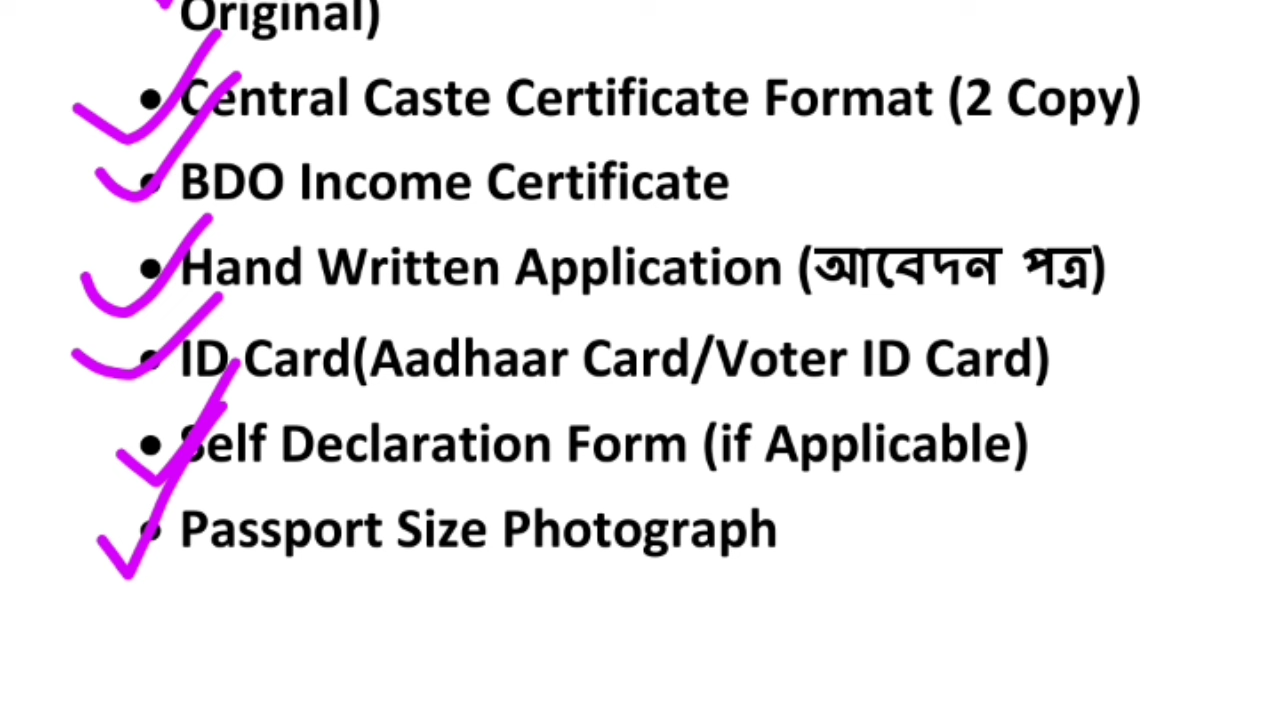 Original)
• Central Caste Certificate Format (2 Copy)
• BDO Income Certificate
• Hand Written Application (আবেদন পত্র)
• ID Card(Aadhaar Card/Voter ID Card)
• Self Declaration Form (if Applicable)
• Passport Size Photograph